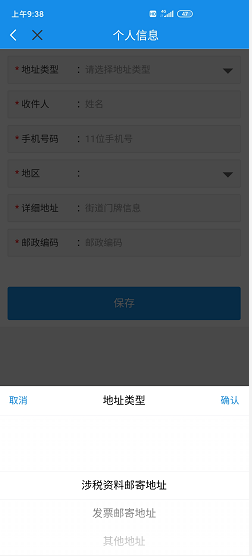 上午9:38
HD 4G 47
个人信息
* 地址类型 : 请选择地址类型
* 收件人 : 姓名
* 手机号码 : 11位手机号
* 地区 :
* 详细地址 : 街道门牌信息
* 邮政编码 : 邮政编码
保存
取消 地址类型 确认
涉税资料邮寄地址
发票邮寄地址
其他地址